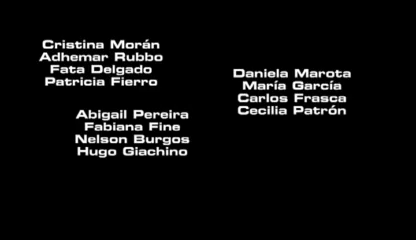 Cristina Morán
Adhemar Rubbo
Fata Delgado
Patricia Fierro
Daniela Marota
María García
Carlos Frasca
Cecilia Patrón
Abigail Pereira
Fabiana Fine
Nelson Burgos
Hugo Giachino